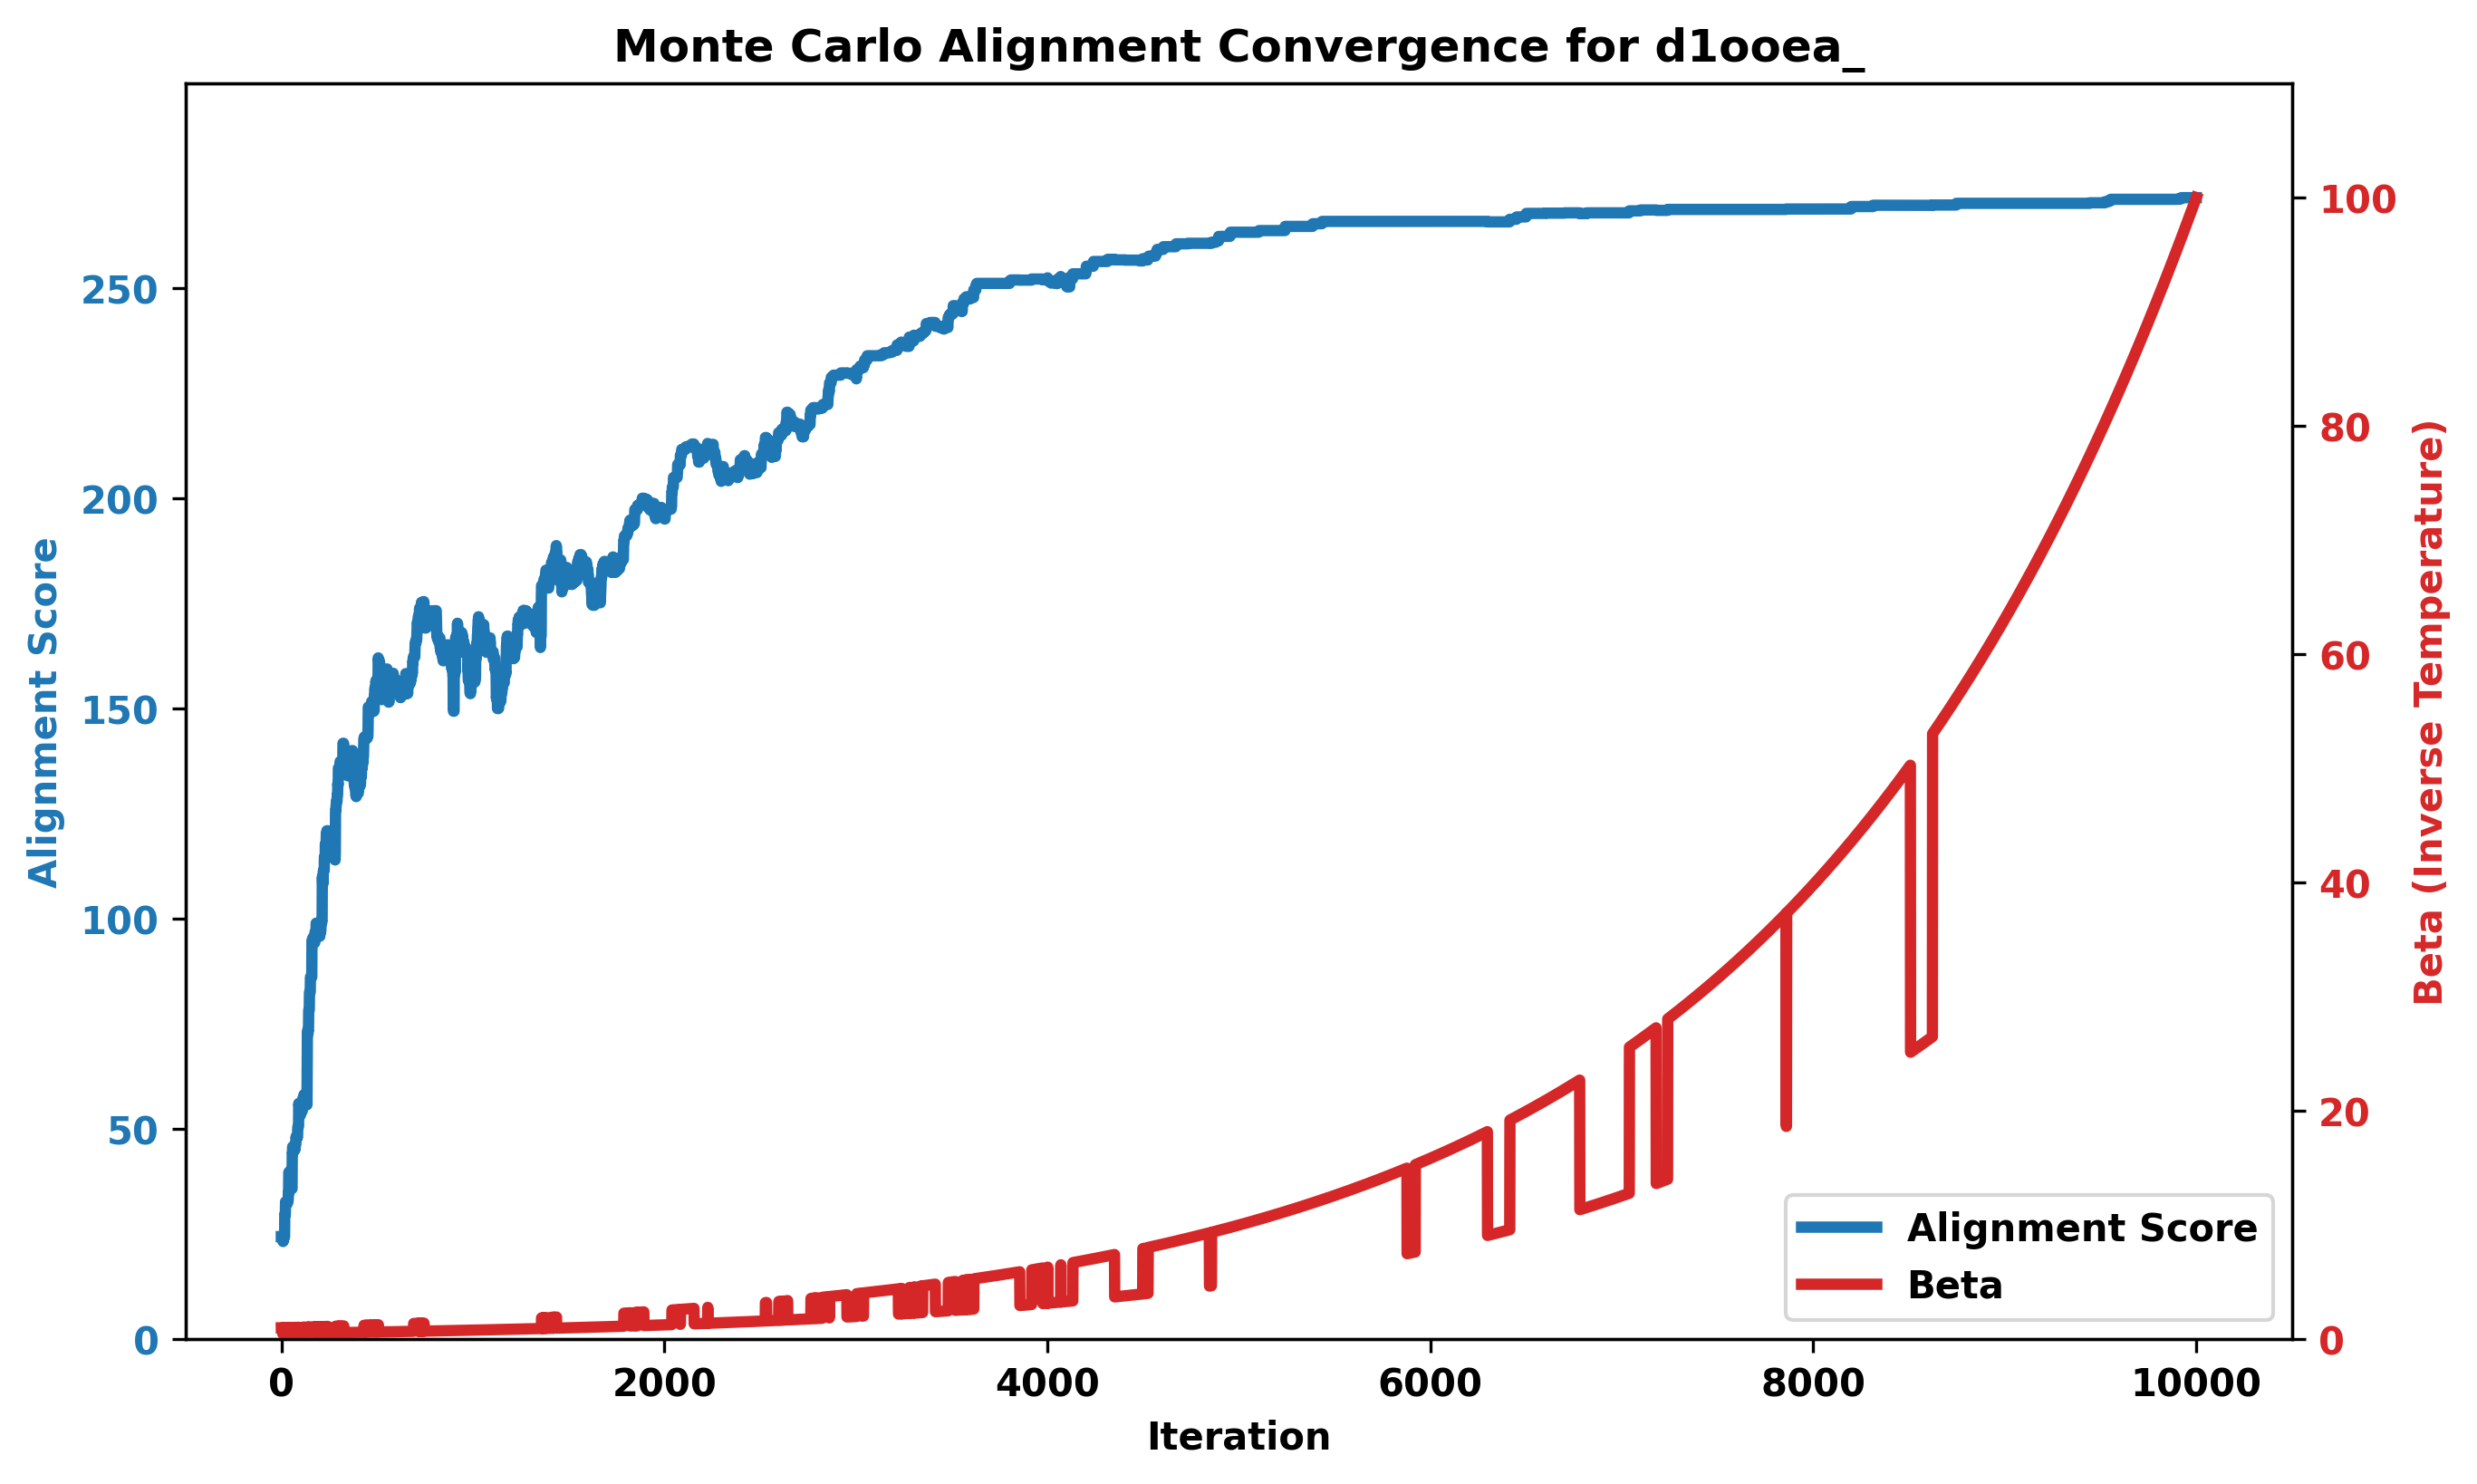 Monte Carlo Alignment Convergence for d1ooea_
Alignment Score
250
200
150
100
50
0
100
80
60
40
20
0
Beta (Inverse Temperature)
Alignment Score
Beta
0 2000 4000 6000 8000 10000
Iteration